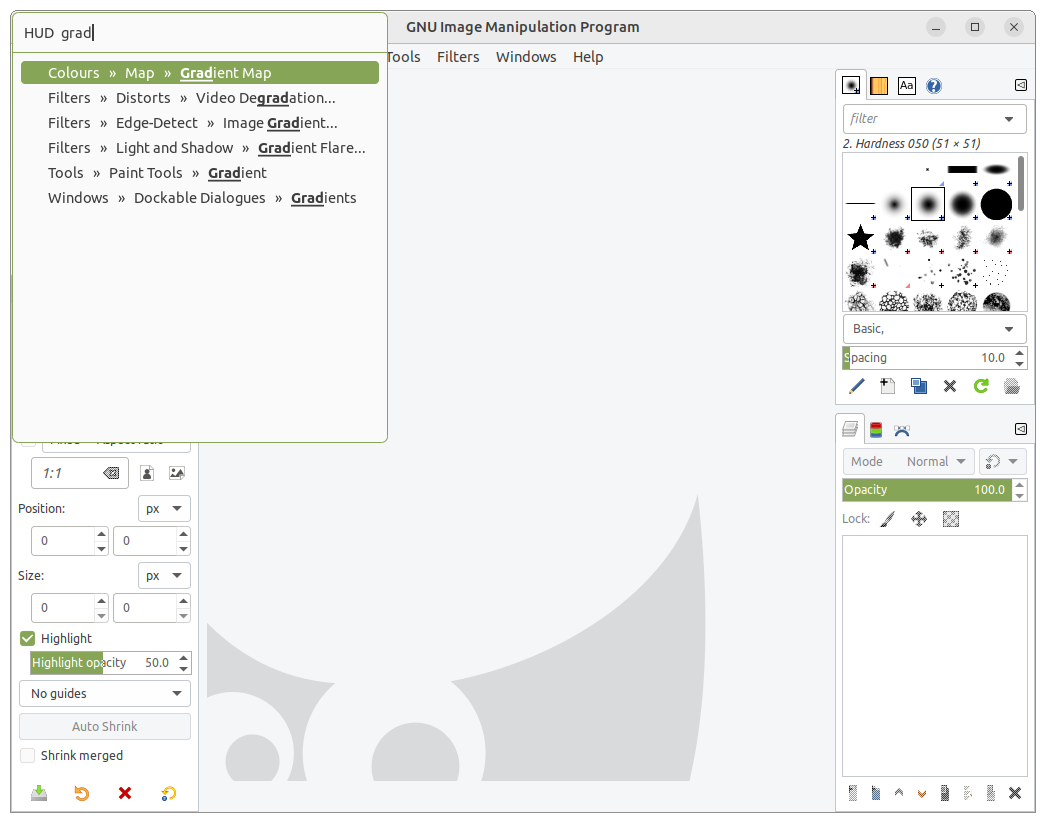 HUD grad
GNU Image Manipulation Program
Tools Filters Windows Help
Colours » Map » Gradient Map
Filters » Distorts » Video Degradation...
Filters » Edge-Detect » Image Gradient...
Filters » Light and Shadow » Gradient Flare...
Tools » Paint Tools » Gradient
Windows » Dockable Dialogues » Gradients
Aa
filter
2. Hardness 050 (51 × 51)
Basic,
Spacing 10.0
Mode Normal
Opacity 100.0
Lock:
1:1
Position: px
0 0
Size: px
0 0
Highlight
Highlight opacity 50.0
No guides
Auto Shrink
Shrink merged